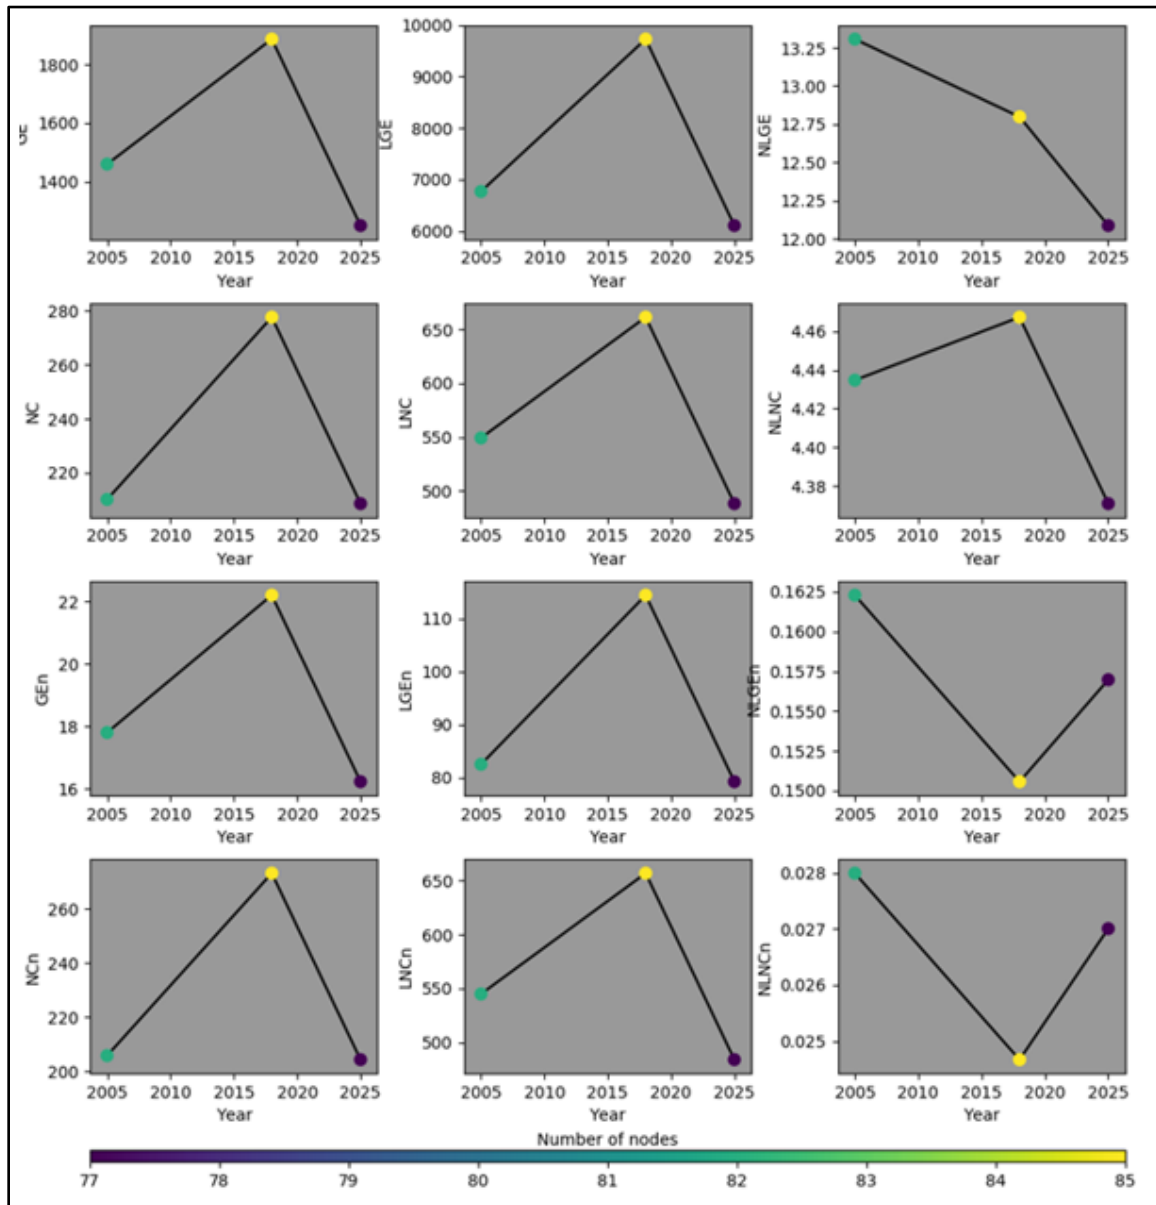 GE
1800
1600
1400
2005 2010 2015 2020 2025
Year
LGE
10000
9000
8000
7000
6000
2005 2010 2015 2020 2025
Year
NLGE
13.25
13.00
12.75
12.50
12.25
12.00
2005 2010 2015 2020 2025
Year
NC
280
260
240
220
2005 2010 2015 2020 2025
Year
LNC
650
600
550
500
2005 2010 2015 2020 2025
Year
NLNC
4.46
4.44
4.42
4.40
4.38
2005 2010 2015 2020 2025
Year
GEn
22
20
18
16
2005 2010 2015 2020 2025
Year
LGEn
110
100
90
80
2005 2010 2015 2020 2025
Year
NLGEn
0.1625
0.1600
0.1575
0.1550
0.1525
0.1500
2005 2010 2015 2020 2025
Year
NCn
260
240
220
200
2005 2010 2015 2020 2025
Year
LNCn
650
600
550
500
2005 2010 2015 2020 2025
Year
NLNCn
0.028
0.027
0.026
0.025
2005 2010 2015 2020 2025
Year
Number of nodes
77 78 79 80 81 82 83 84 85